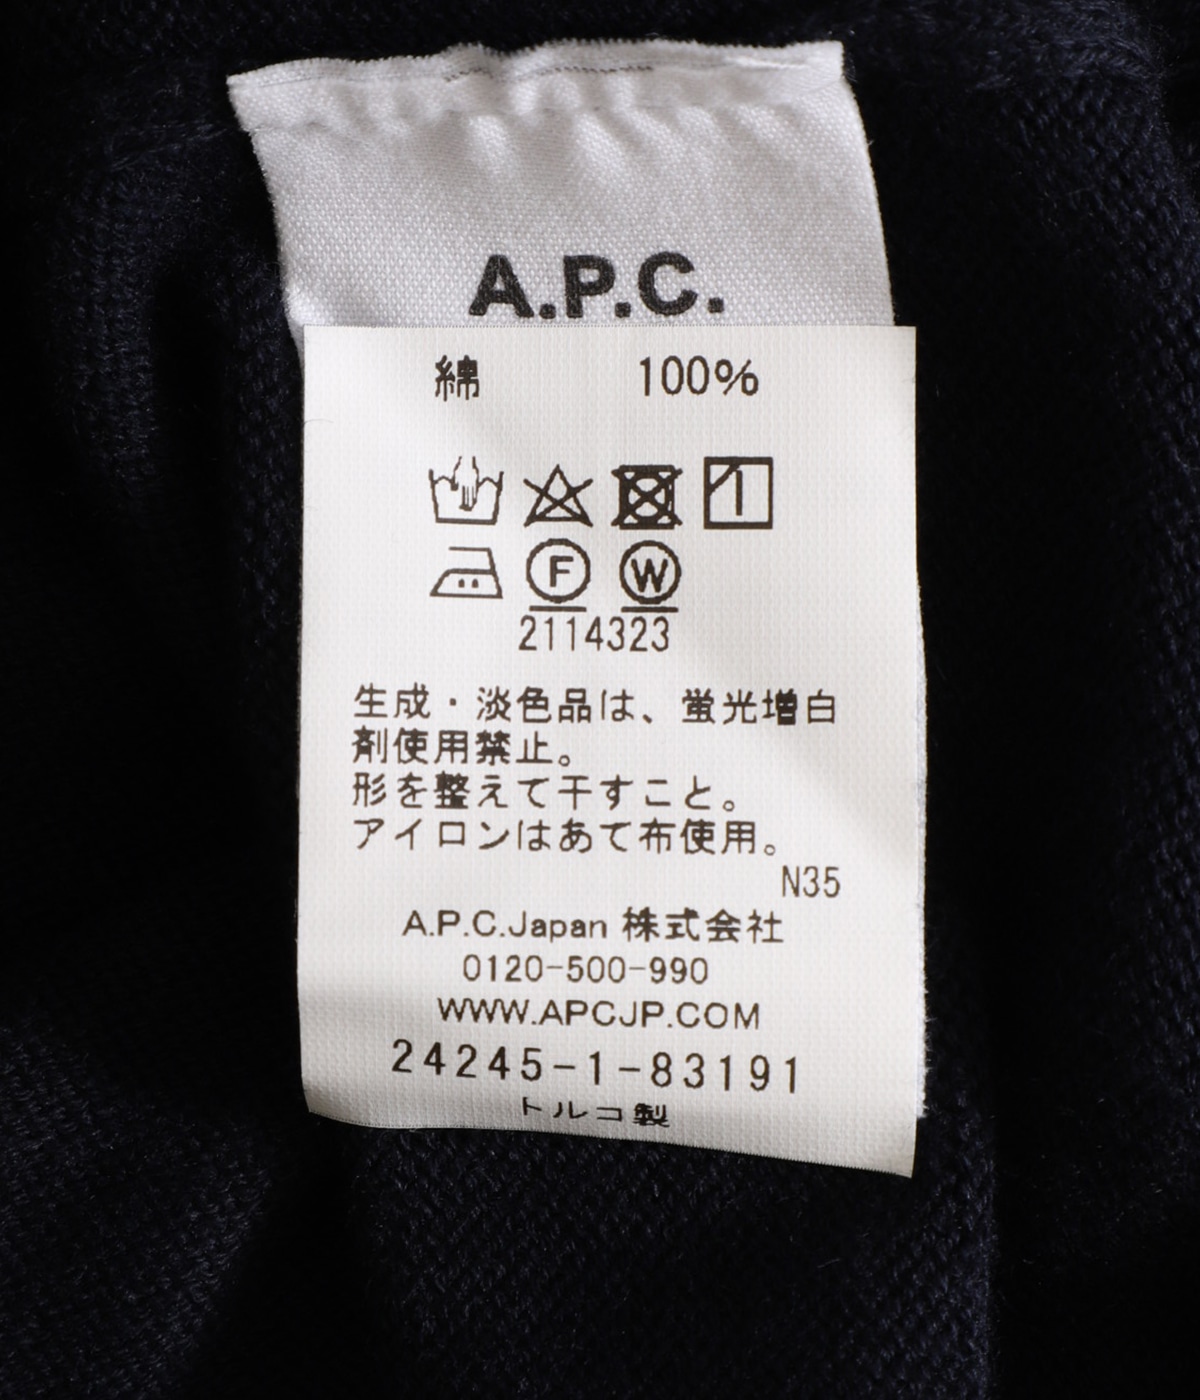 A.P.C.
綿 100%
F W
2114323
生成・淡色品は、蛍光増白
剤使用禁止。
形を整えて干すこと。
アイロンはあて布使用。
N35
A.P.C.Japan 株式会社
0120-500-990
WWW.APCJP.COM
24245-1-83191
トルコ製